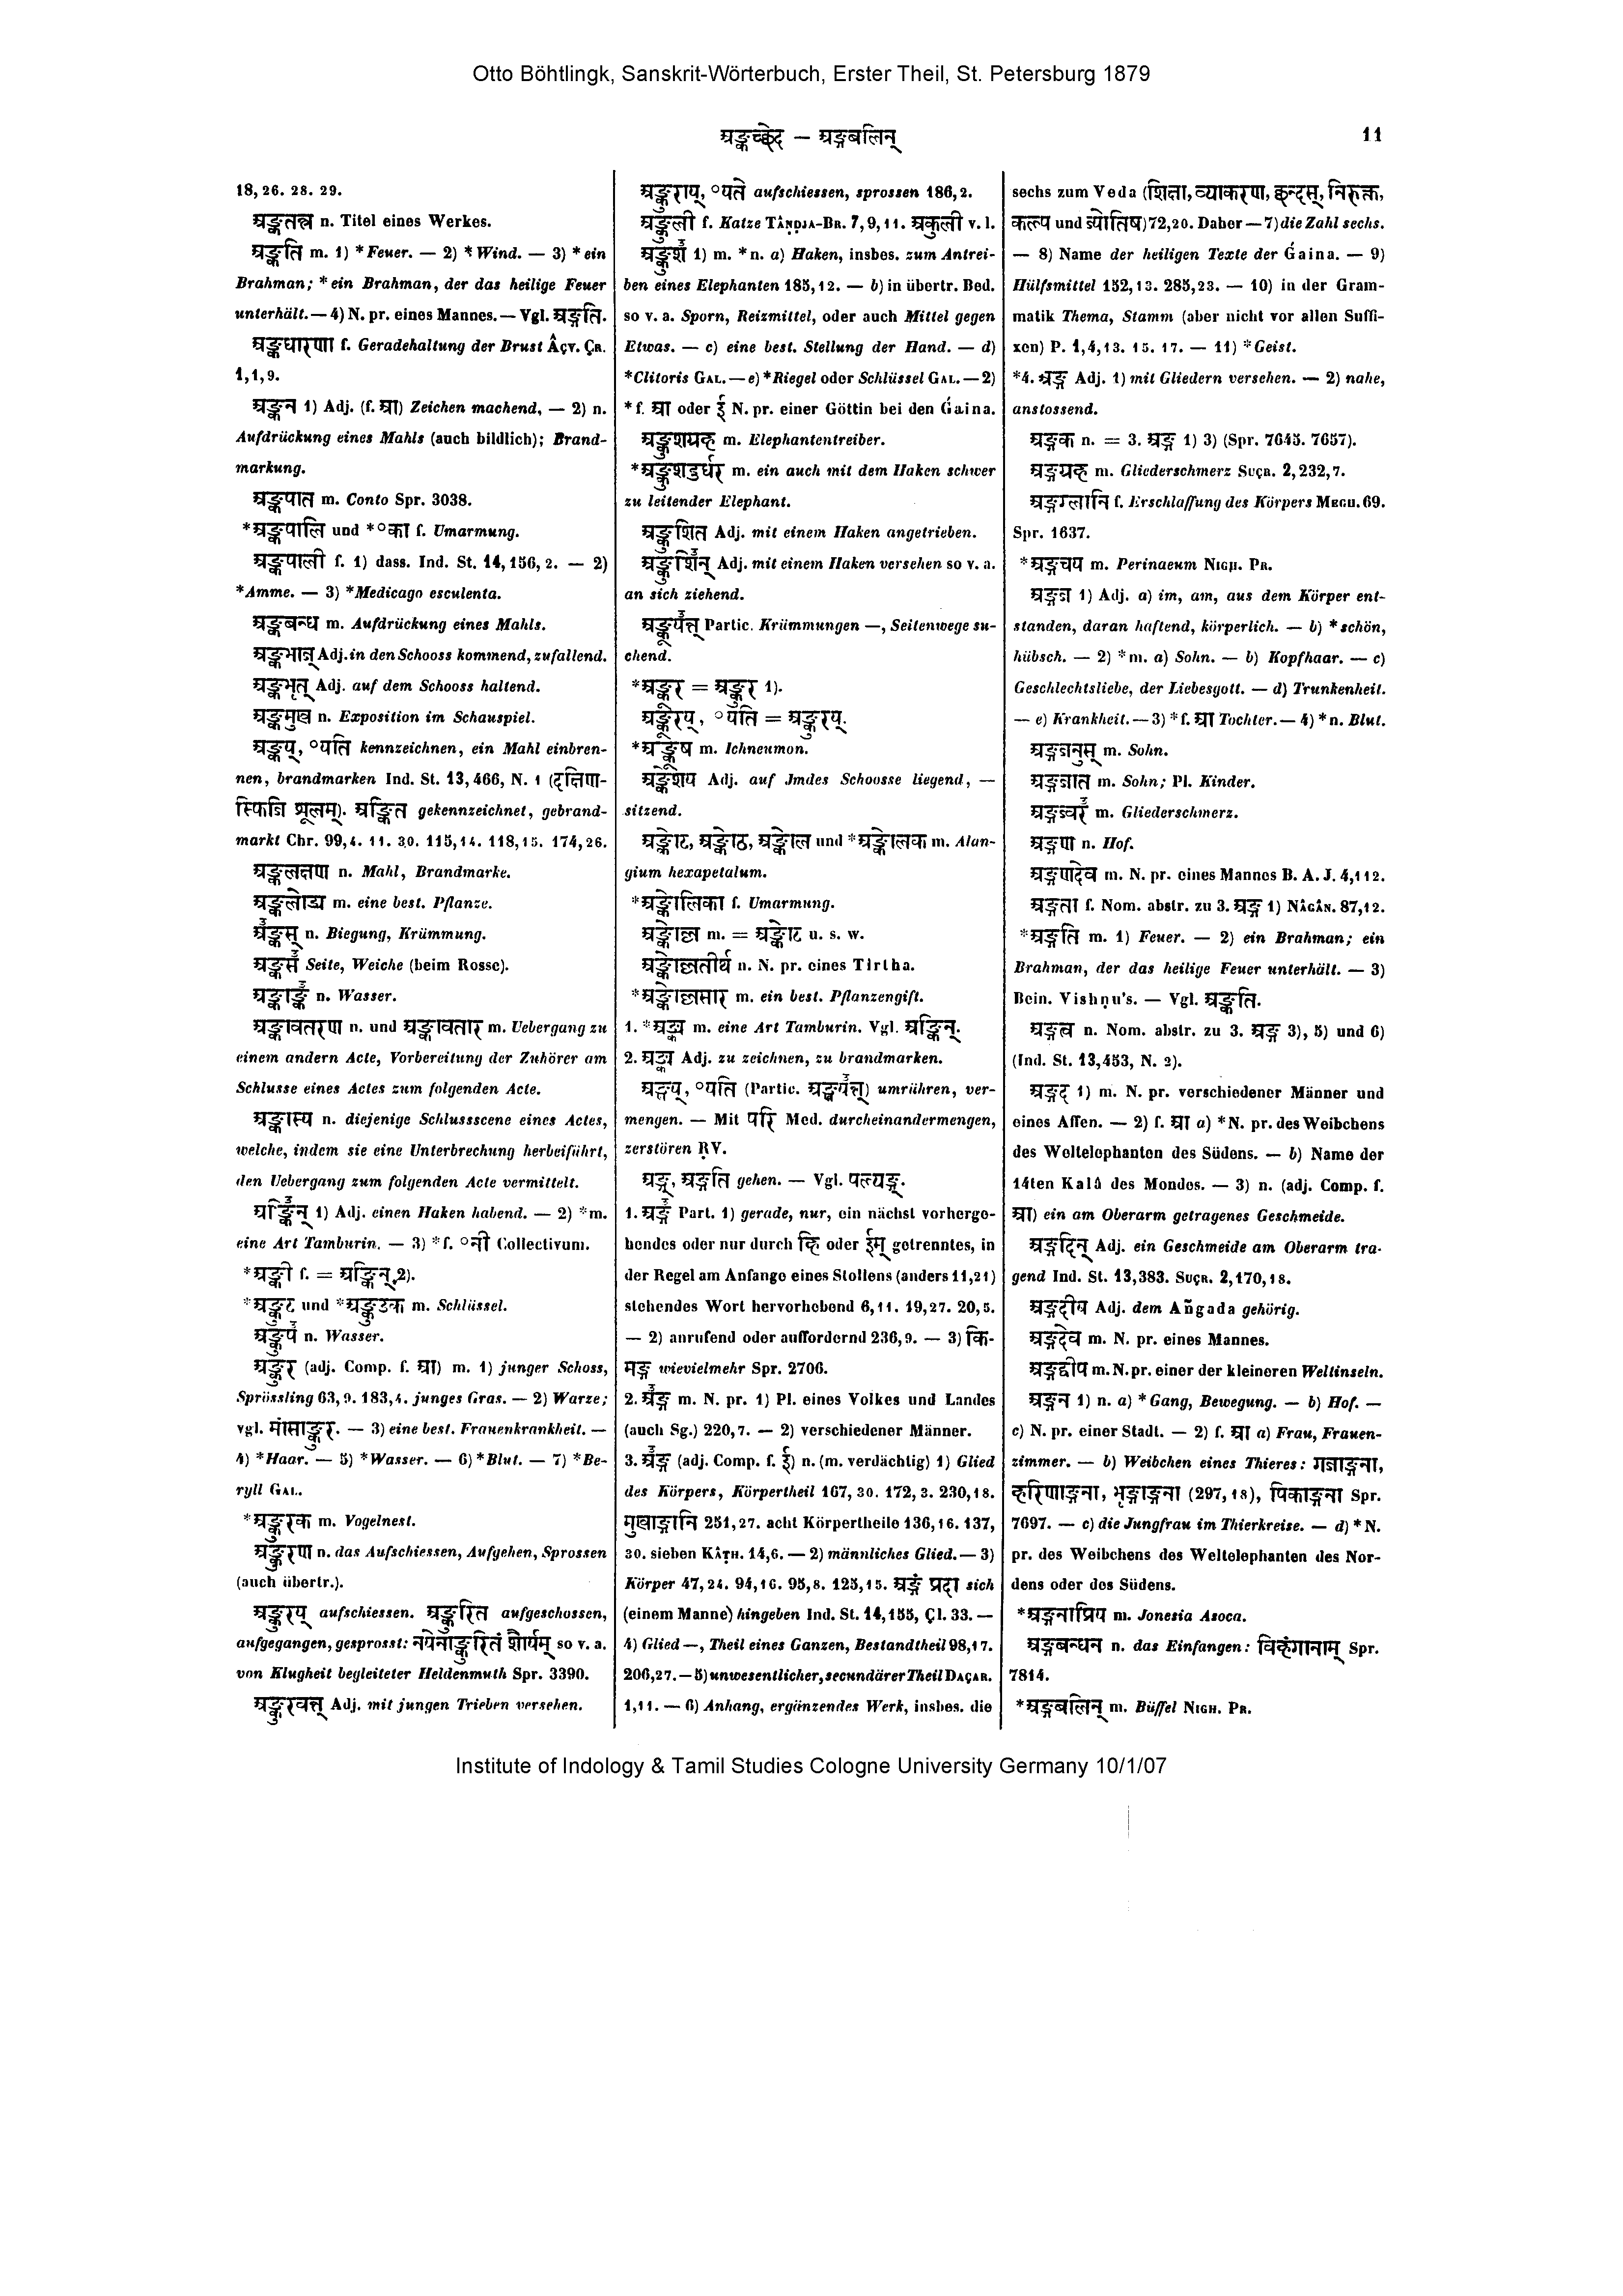 Otto Böhtlingk, Sanskrit-Wörterbuch, Erster Theil, St. Petersburg 1879
अङ्कच्छेद — अङ्गबलिन्
11
18,26. 28. 29.
अङ्कतन्त्र n. Titel eines Werkes.
अङ्कति m. 1) *Feuer. — 2) *Wind. — 3) *ein
Brahman; *ein Brahman, der das heilige Feuer
unterhält. — 4) N. pr. eines Mannes. — Vgl. अङ्गति.
अङ्कधारणा f. Geradehaltung der Brust Âçv. Çr.
1,1,9.
अङ्कन 1) Adj. (f. आ) Zeichen machend, — 2) n.
Aufdrückung eines Mahls (auch bildlich); Brand-
markung.
अङ्कपात m. Conto Spr. 3038.
*अङ्कपालि und *°का f. Umarmung.
अङ्कपाली f. 1) dass. Ind. St. 14,156,2. — 2)
*Amme. — 3) *Medicago esculenta.
अङ्कबन्ध m. Aufdrückung eines Mahls.
अङ्कभाज् Adj. in den Schooss kommend, zufallend.
अङ्कभृत् Adj. auf dem Schooss haltend.
अङ्कमुख n. Exposition im Schauspiel.
अङ्कय्, °यति kennzeichnen, ein Mahl einbren-
nen, brandmarken Ind. St. 13,466, N. 1 (दक्षिण-
स्फिजि शूलम्). अङ्कित gekennzeichnet, gebrand-
markt Chr. 99,4. 11. 30. 115,14. 118,15. 174,26.
अङ्कलक्षण n. Mahl, Brandmarke.
अङ्कलोड्य m. eine best. Pflanze.
अ॑ङ्कस् n. Biegung, Krümmung.
अङ्कस॑ Seite, Weiche (beim Rosse).
अङ्काङ्क॑ n. Wasser.
अङ्कावतरण n. und अङ्कावतार m. Uebergang zu
einem andern Acte, Vorbereitung der Zuhörer am
Schlusse eines Actes zum folgenden Acte.
अङ्कास्य n. diejenige Schlussscene eines Actes,
welche, indem sie eine Unterbrechung herbeiführt,
den Uebergang zum folgenden Acte vermittelt.
अङ्कि॑न् 1) Adj. einen Haken habend. — 2) *m.
eine Art Tamburin. — 3) *f. °नी Collectivum.
*अङ्की f. = अङ्किन् 2).
*अङ्कुट und *अङ्कुडक m. Schlüssel.
अङ्कुप॑ n. Wasser.
अङ्कुर (adj. Comp. f. आ) m. 1) junger Schoss,
Sprössling 63,9. 183,4. junges Gras. — 2) Warze;
vgl. मांसाङ्कुर. — 3) eine best. Frauenkrankheit. —
4) *Haar. — 5) *Wasser. — 6) *Blut. — 7) *Be-
ryll Gal.
*अङ्कुरक m. Vogelnest.
अङ्कुरण n. das Aufschiessen, Aufgehen, Sprossen
(auch übertr.).
अङ्कुरय् aufschiessen. अङ्कुरित aufgeschossen,
aufgegangen, gesprosst: नयेनाङ्कुरितं शौर्यम् so v. a.
von Klugheit begleiteter Heldenmuth Spr. 3390.
अङ्कुरवत् Adj. mit jungen Trieben versehen.
अङ्कुराय्, °यते aufschiessen, sprossen 186,2.
अङ्कुली f. Katze Tâṇḍja-Br. 7,9,11. अकुली v. l.
अङ्कुश॑ 1) m. *n. a) Haken, insbes. zum Antrei-
ben eines Elephanten 185,12. — b) in übertr. Bed.
so v. a. Sporn, Reizmittel, oder auch Mittel gegen
Etwas. — c) eine best. Stellung der Hand. — d)
*Clitoris Gal. — e) *Riegel oder Schlüssel Gal. — 2)
*f. आ oder ई N. pr. einer Göttin bei den Ǵaina.
अङ्कुशग्रह m. Elephantentreiber.
*अङ्कुशदुर्धर m. ein auch mit dem Haken schwer
zu leitender Elephant.
अङ्कुशित Adj. mit einem Haken angetrieben.
अङ्कुशि॑न् Adj. mit einem Haken versehen so v. a.
an sich ziehend.
अङ्कूय॑न्त् Partic. Krümmungen —, Seitenwege su-
chend.
*अङ्कूर = अङ्कुर 1).
अङ्कूरय्, °यति = अङ्कुरय्.
*अङ्कूष m. Ichneumon.
अङ्केशय Adj. auf Jmdes Schoosse liegend, —
sitzend.
अङ्कोट, अङ्कोठ, अङ्कोल und *अङ्कोलक m. Alan-
gium hexapetalum.
*अङ्कोलिका f. Umarmung.
अङ्कोल्ल m. = अङ्कोट u. s. w.
अङ्कोल्लतीर्थ n. N. pr. eines Tîrtha.
*अङ्कोल्लसार m. ein best. Pflanzengift.
1. *अङ्क्य m. eine Art Tamburin. Vgl. अङ्किन्.
2. अङ्क्य Adj. zu zeichnen, zu brandmarken.
अङ्खय्, °यति (Partic. अङ्खय॑न्त्) umrühren, ver-
mengen. — Mit परि Med. durcheinandermengen,
zerstören ṚV.
अङ्ग्, अङ्गति gehen. — Vgl. पल्यङ्ग्.
1. अङ्ग॑ Part. 1) gerade, nur, ein nächst vorherge-
hendes oder nur durch हि oder ईम् getrenntes, in
der Regel am Anfange eines Stollens (anders 11,21)
stehendes Wort hervorhebend 6,11. 19,27. 20,5.
— 2) anrufend oder auffordernd 236,9. — 3) कि-
मङ्ग wievielmehr Spr. 2706.
2. अ॑ङ्ग m. N. pr. 1) Pl. eines Volkes und Landes
(auch Sg.) 220,7. — 2) verschiedener Männer.
3. अ॑ङ्ग (adj. Comp. f. ई) n. (m. verdächtig) 1) Glied
des Körpers, Körpertheil 167,30. 172,3. 230,18.
मुखाङ्गानि 251,27. acht Körpertheile 136,16. 137,
30. sieben Kâṭh. 14,6. — 2) männliches Glied. — 3)
Körper 47,24. 94,16. 95,8. 125,15. अङ्गं प्रदा sich
(einem Manne) hingeben Ind. St. 14,155, Çl. 33. —
4) Glied —, Theil eines Ganzen, Bestandtheil 98,17.
206,27. — 5) unwesentlicher, secundärer Theil Daçar.
1,11. — 6) Anhang, ergänzendes Werk, insbes. die
sechs zum Veda (शिक्षा, व्याकरण, छन्दस्, निरुक्त,
कल्प und ज्योतिष) 72,20. Daher — 7) die Zahl sechs.
— 8) Name der heiligen Texte der Ǵaina. — 9)
Hülfsmittel 152,13. 285,23. — 10) in der Gram-
matik Thema, Stamm (aber nicht vor allen Suffi-
xen) P. 1,4,13. 15. 17. — 11) *Geist.
*4. अङ्ग Adj. 1) mit Gliedern versehen. — 2) nahe,
anstossend.
अङ्गक n. = 3. अङ्ग 1) 3) (Spr. 7645. 7657).
अङ्गग्रह m. Gliederschmerz Suçr. 2,232,7.
अङ्गग्लानि f. Erschlaffung des Körpers Megh. 69.
Spr. 1637.
*अङ्गचय m. Perinaeum Nigh. Pr.
अङ्गज 1) Adj. a) im, am, aus dem Körper ent-
standen, daran haftend, körperlich. — b) *schön,
hübsch. — 2) *m. a) Sohn. — b) Kopfhaar. — c)
Geschlechtsliebe, der Liebesgott. — d) Trunkenheit.
— e) Krankheit. — 3) *f. आ Tochter. — 4) *n. Blut.
अङ्गजनुस् m. Sohn.
अङ्गजात m. Sohn; Pl. Kinder.
अङ्गज्वर॑ m. Gliederschmerz.
अङ्गण n. Hof.
अङ्गणदेव m. N. pr. eines Mannes B. A. J. 4,112.
अङ्गता f. Nom. abstr. zu 3. अङ्ग 1) Nâgân. 87,12.
*अङ्गति m. 1) Feuer. — 2) ein Brahman; ein
Brahman, der das heilige Feuer unterhält. — 3)
Bein. Vishṇu's. — Vgl. अङ्कति.
अङ्गत्व n. Nom. abstr. zu 3. अङ्ग 3), 5) und 6)
(Ind. St. 13,453, N. 2).
अङ्गद 1) m. N. pr. verschiedener Männer und
eines Affen. — 2) f. आ a) *N. pr. des Weibchens
des Weltelephanten des Südens. — b) Name der
14ten Kalâ des Mondes. — 3) n. (adj. Comp. f.
आ) ein am Oberarm getragenes Geschmeide.
अङ्गदिन् Adj. ein Geschmeide am Oberarm tra-
gend Ind. St. 13,383. Suçr. 2,170,18.
अङ्गदीय Adj. dem Añgada gehörig.
अङ्गदेव m. N. pr. eines Mannes.
अङ्गद्वीप m. N. pr. einer der kleineren Weltinseln.
अङ्गन 1) n. a) *Gang, Bewegung. — b) Hof. —
c) N. pr. einer Stadt. — 2) f. आ a) Frau, Frauen-
zimmer. — b) Weibchen eines Thieres: गजाङ्गना,
हरिणाङ्गना, भृङ्गाङ्गना (297,18), पिकाङ्गना Spr.
7697. — c) die Jungfrau im Thierkreise. — d) *N.
pr. des Weibchens des Weltelephanten des Nor-
dens oder des Südens.
*अङ्गनाप्रिय m. Jonesia Asoca.
अङ्गबन्धन n. das Einfangen: विहंगानाम् Spr.
7814.
*अङ्गबलिन् m. Büffel Nigh. Pr.
Institute of Indology & Tamil Studies Cologne University Germany 10/1/07